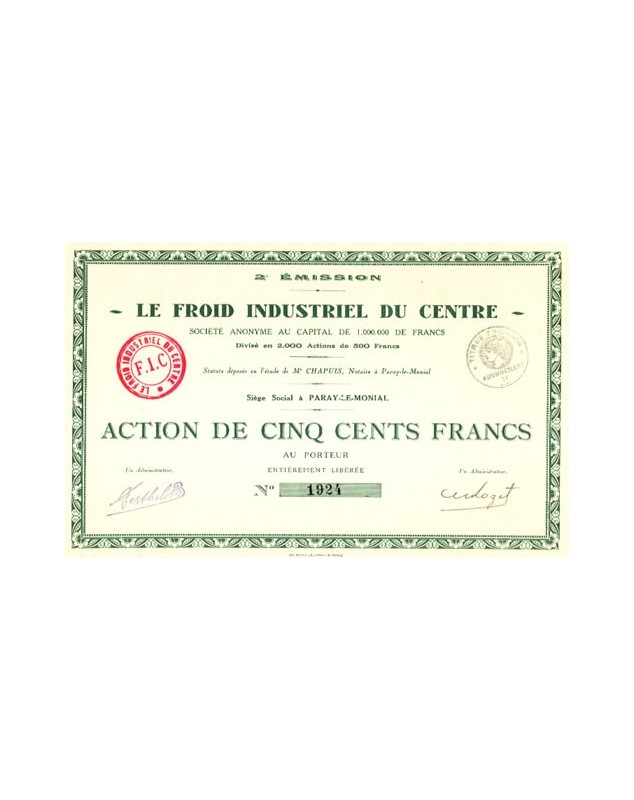 2e ÉMISSION
LE FROID INDUSTRIEL DU CENTRE
SOCIÉTÉ ANONYME AU CAPITAL DE 1.000.000 DE FRANCS
Divisé en 2.000 Actions de 500 Francs
LE FROID INDUSTRIEL DU CENTRE
F.I.C
Statuts déposés en l'étude de Me CHAPUIS, Notaire à Paray-le-Monial
Siège Social à PARAY-LE-MONIAL
ACTION DE CINQ CENTS FRANCS
AU PORTEUR
ENTIÈREMENT LIBÉRÉE
Un Administrateur,
Un Administrateur,
No 1924